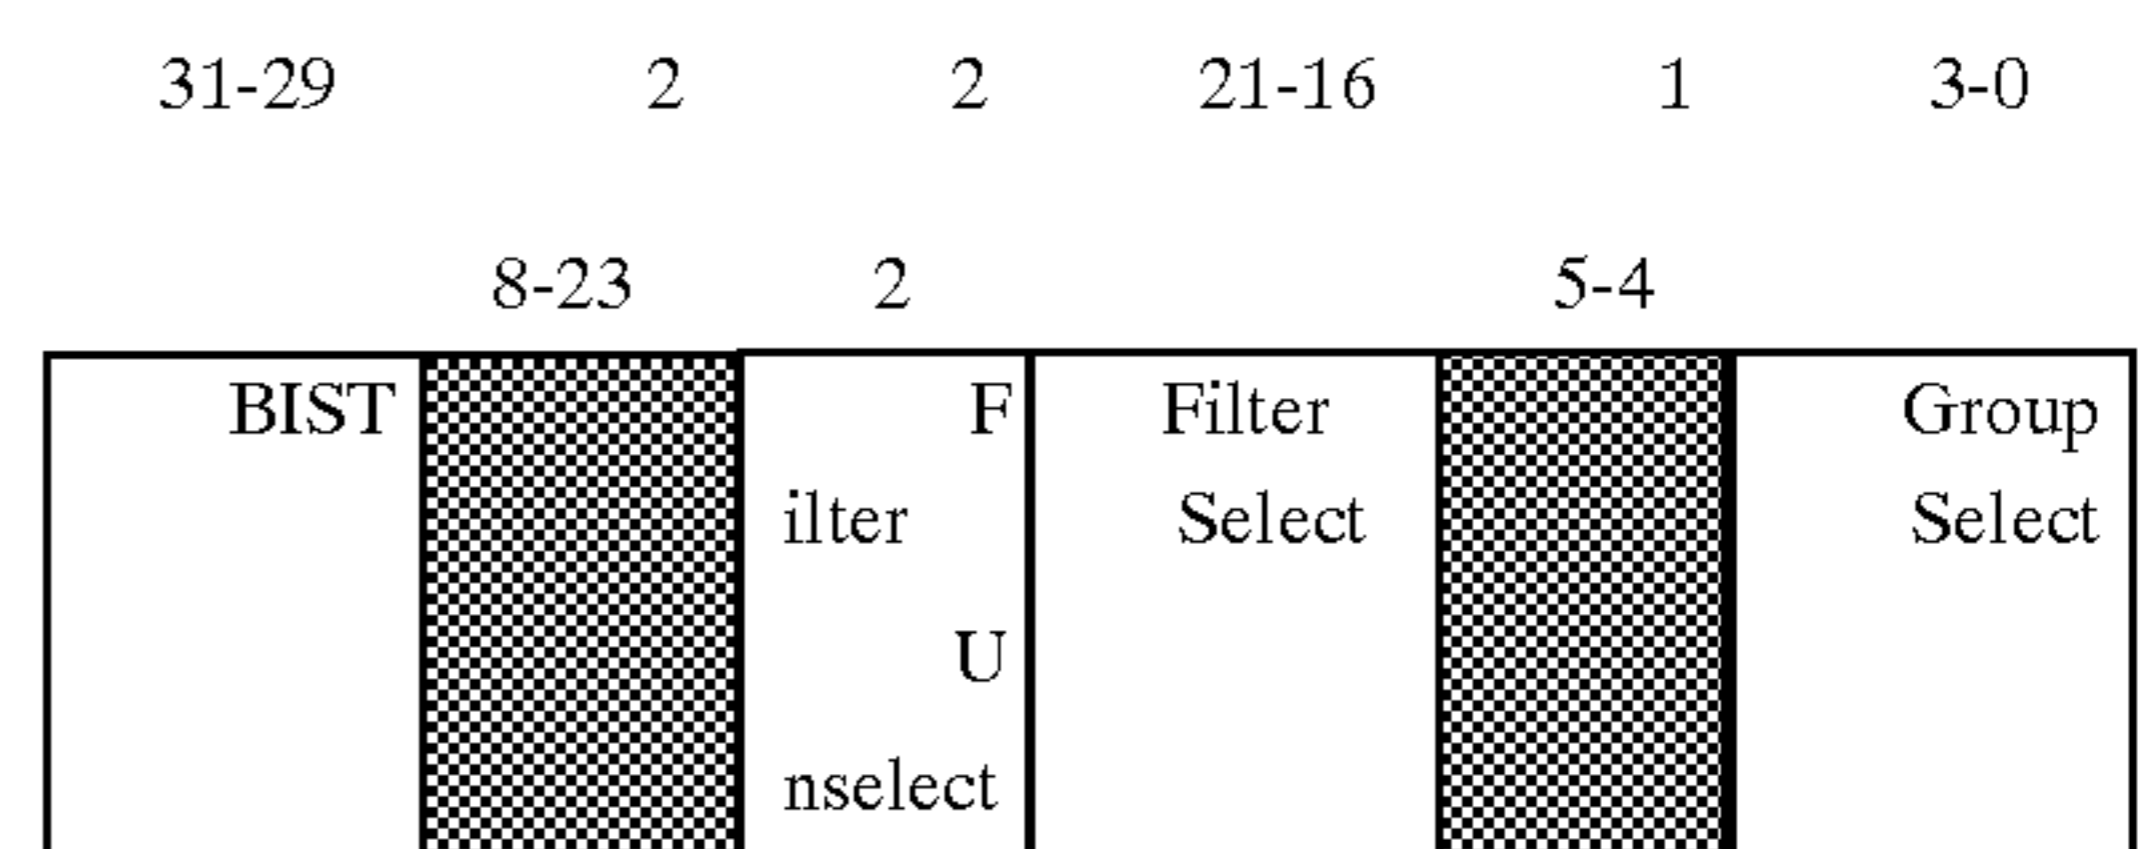 31-29 2 2 21-16 1 3-0
8-23 2 5-4
BIST F Filter Group
ilter Select Select
U
nselect